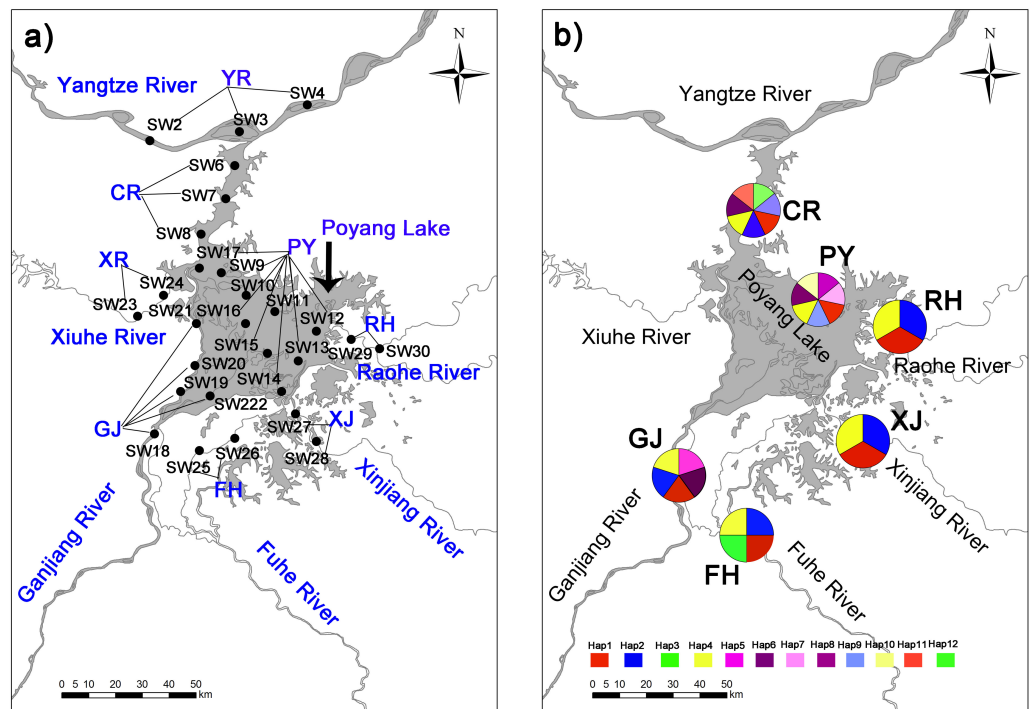 a)
N
Yangtze River
YR
SW4
SW2
SW3
SW6
CR
SW7
SW8
SW17
PY
Poyang Lake
XR
SW9
SW24
SW10
SW23
SW21
SW16
SW11
SW12
RH
Xiuhe River
SW15
SW13
SW29
SW30
SW20
Raohe River
SW19
SW14
SW222
GJ
SW27
XJ
SW18
SW26
SW28
SW25
FH
Ganjiang River
Fuhe River
Xinjiang River
0 5 10 20 30 40 50
km
b)
N
Yangtze River
CR
PY
Poyang Lake
RH
Xiuhe River
Raohe River
XJ
GJ
Xinjiang River
Ganjiang River
FH
Fuhe River
Hap1 Hap2 Hap3 Hap4 Hap5 Hap6 Hap7 Hap8 Hap9 Hap10 Hap11 Hap12
0 5 10 20 30 40 50
km